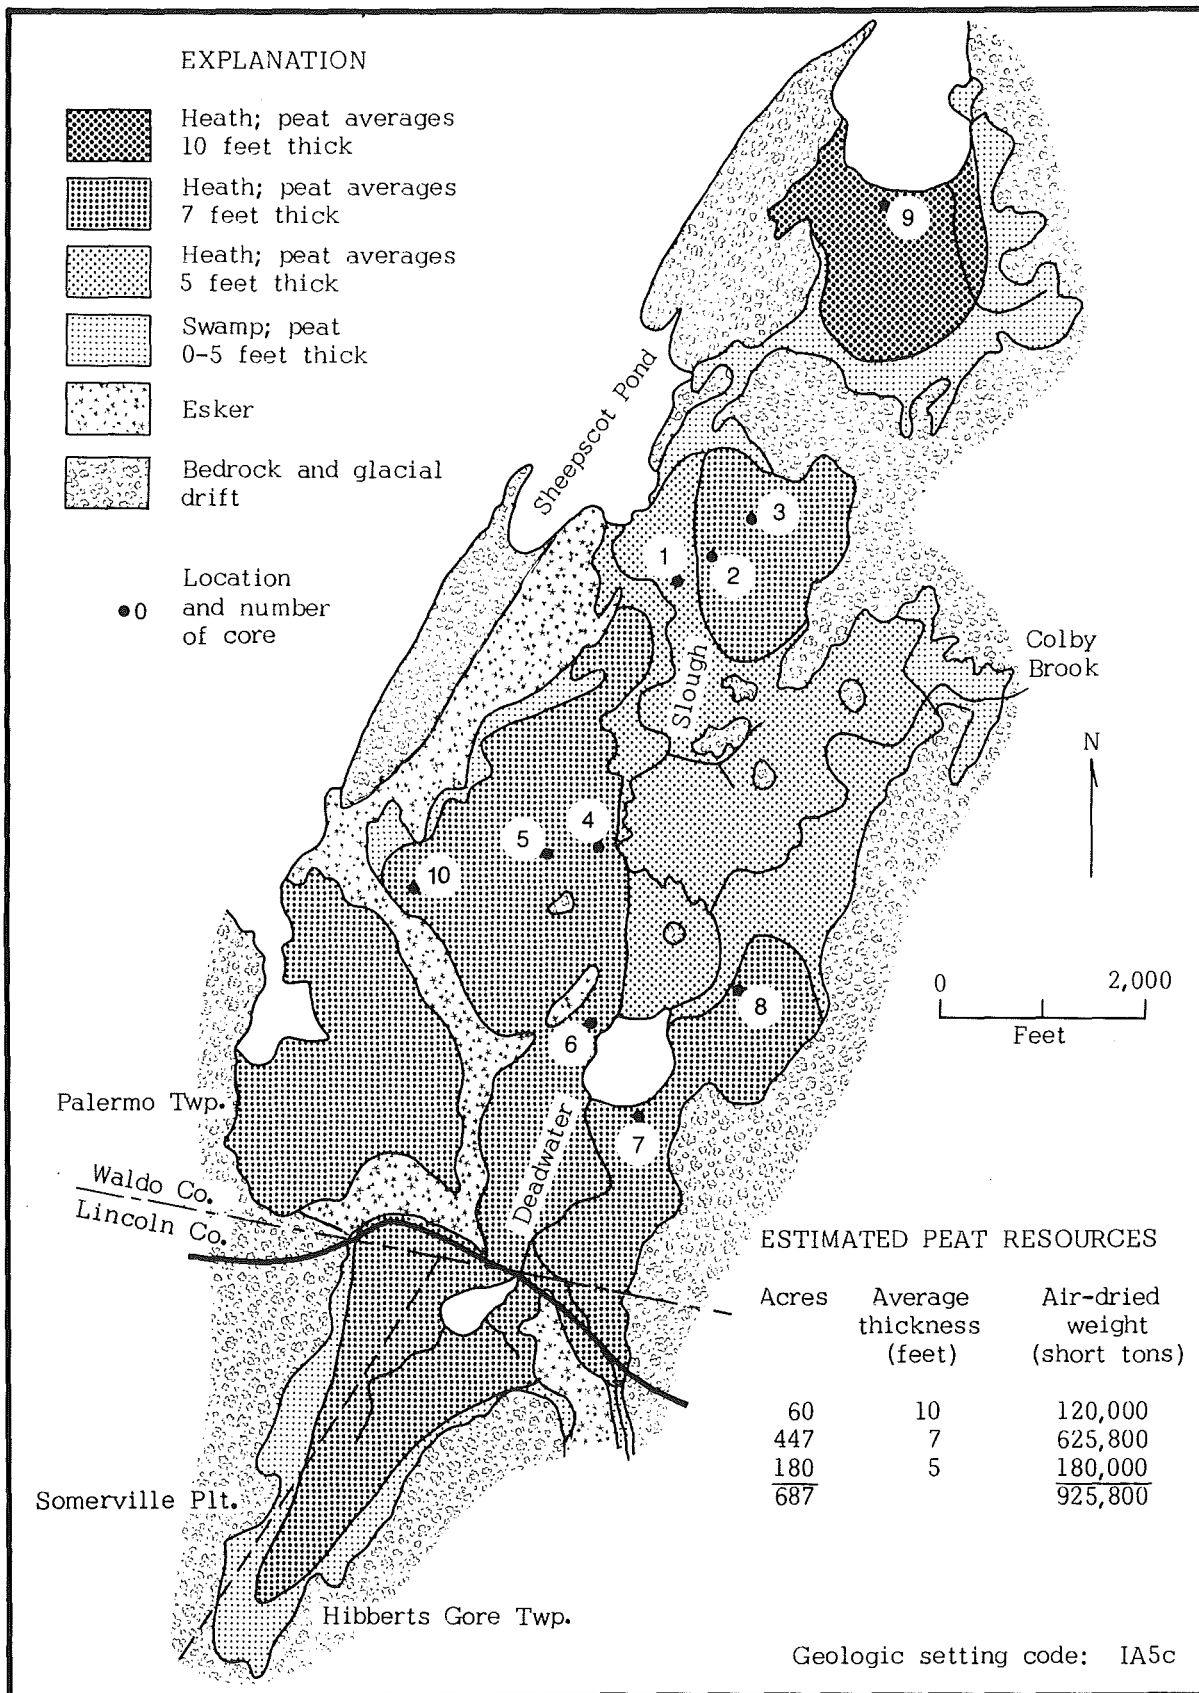 EXPLANATION
Heath; peat averages
10 feet thick
Heath; peat averages
7 feet thick
Heath; peat averages
5 feet thick
Swamp; peat
0-5 feet thick
Esker
Bedrock and glacial
drift
0
Location
and number
of core
9
Sheepscot Pond
3
1
2
Slough
Colby
Brook
N
4
5
10
0 2,000
Feet
8
6
Palermo Twp.
7
Deadwater
Waldo Co.
Lincoln Co.
ESTIMATED PEAT RESOURCES
Acres Average Air-dried
thickness weight
(feet) (short tons)
60 10 120,000
447 7 625,800
180 5 180,000
687 925,800
Somerville Plt.
Hibberts Gore Twp.
Geologic setting code: IA5c